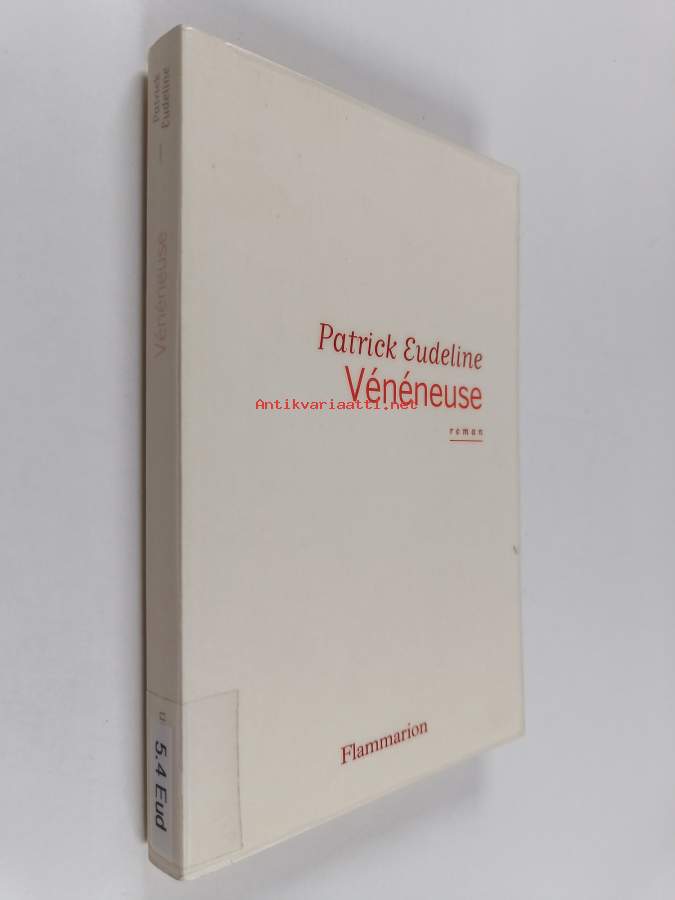 Patrick
Eudeline
Vénéneuse
5.4 Eud
Patrick Eudeline
Vénéneuse
Antikvariaatti.net
roman
Flammarion